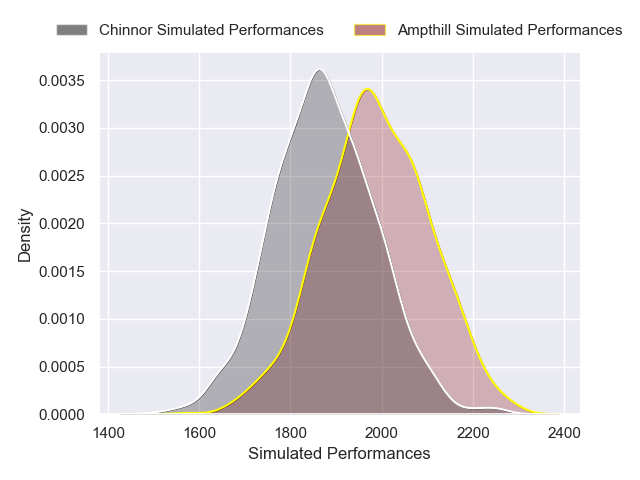 Chinnor Simulated Performances Ampthill Simulated Performances
0.0035
0.0030
0.0025
0.0020
0.0015
0.0010
0.0005
0.0000
Density
1400 1600 1800 2000 2200 2400
Simulated Performances